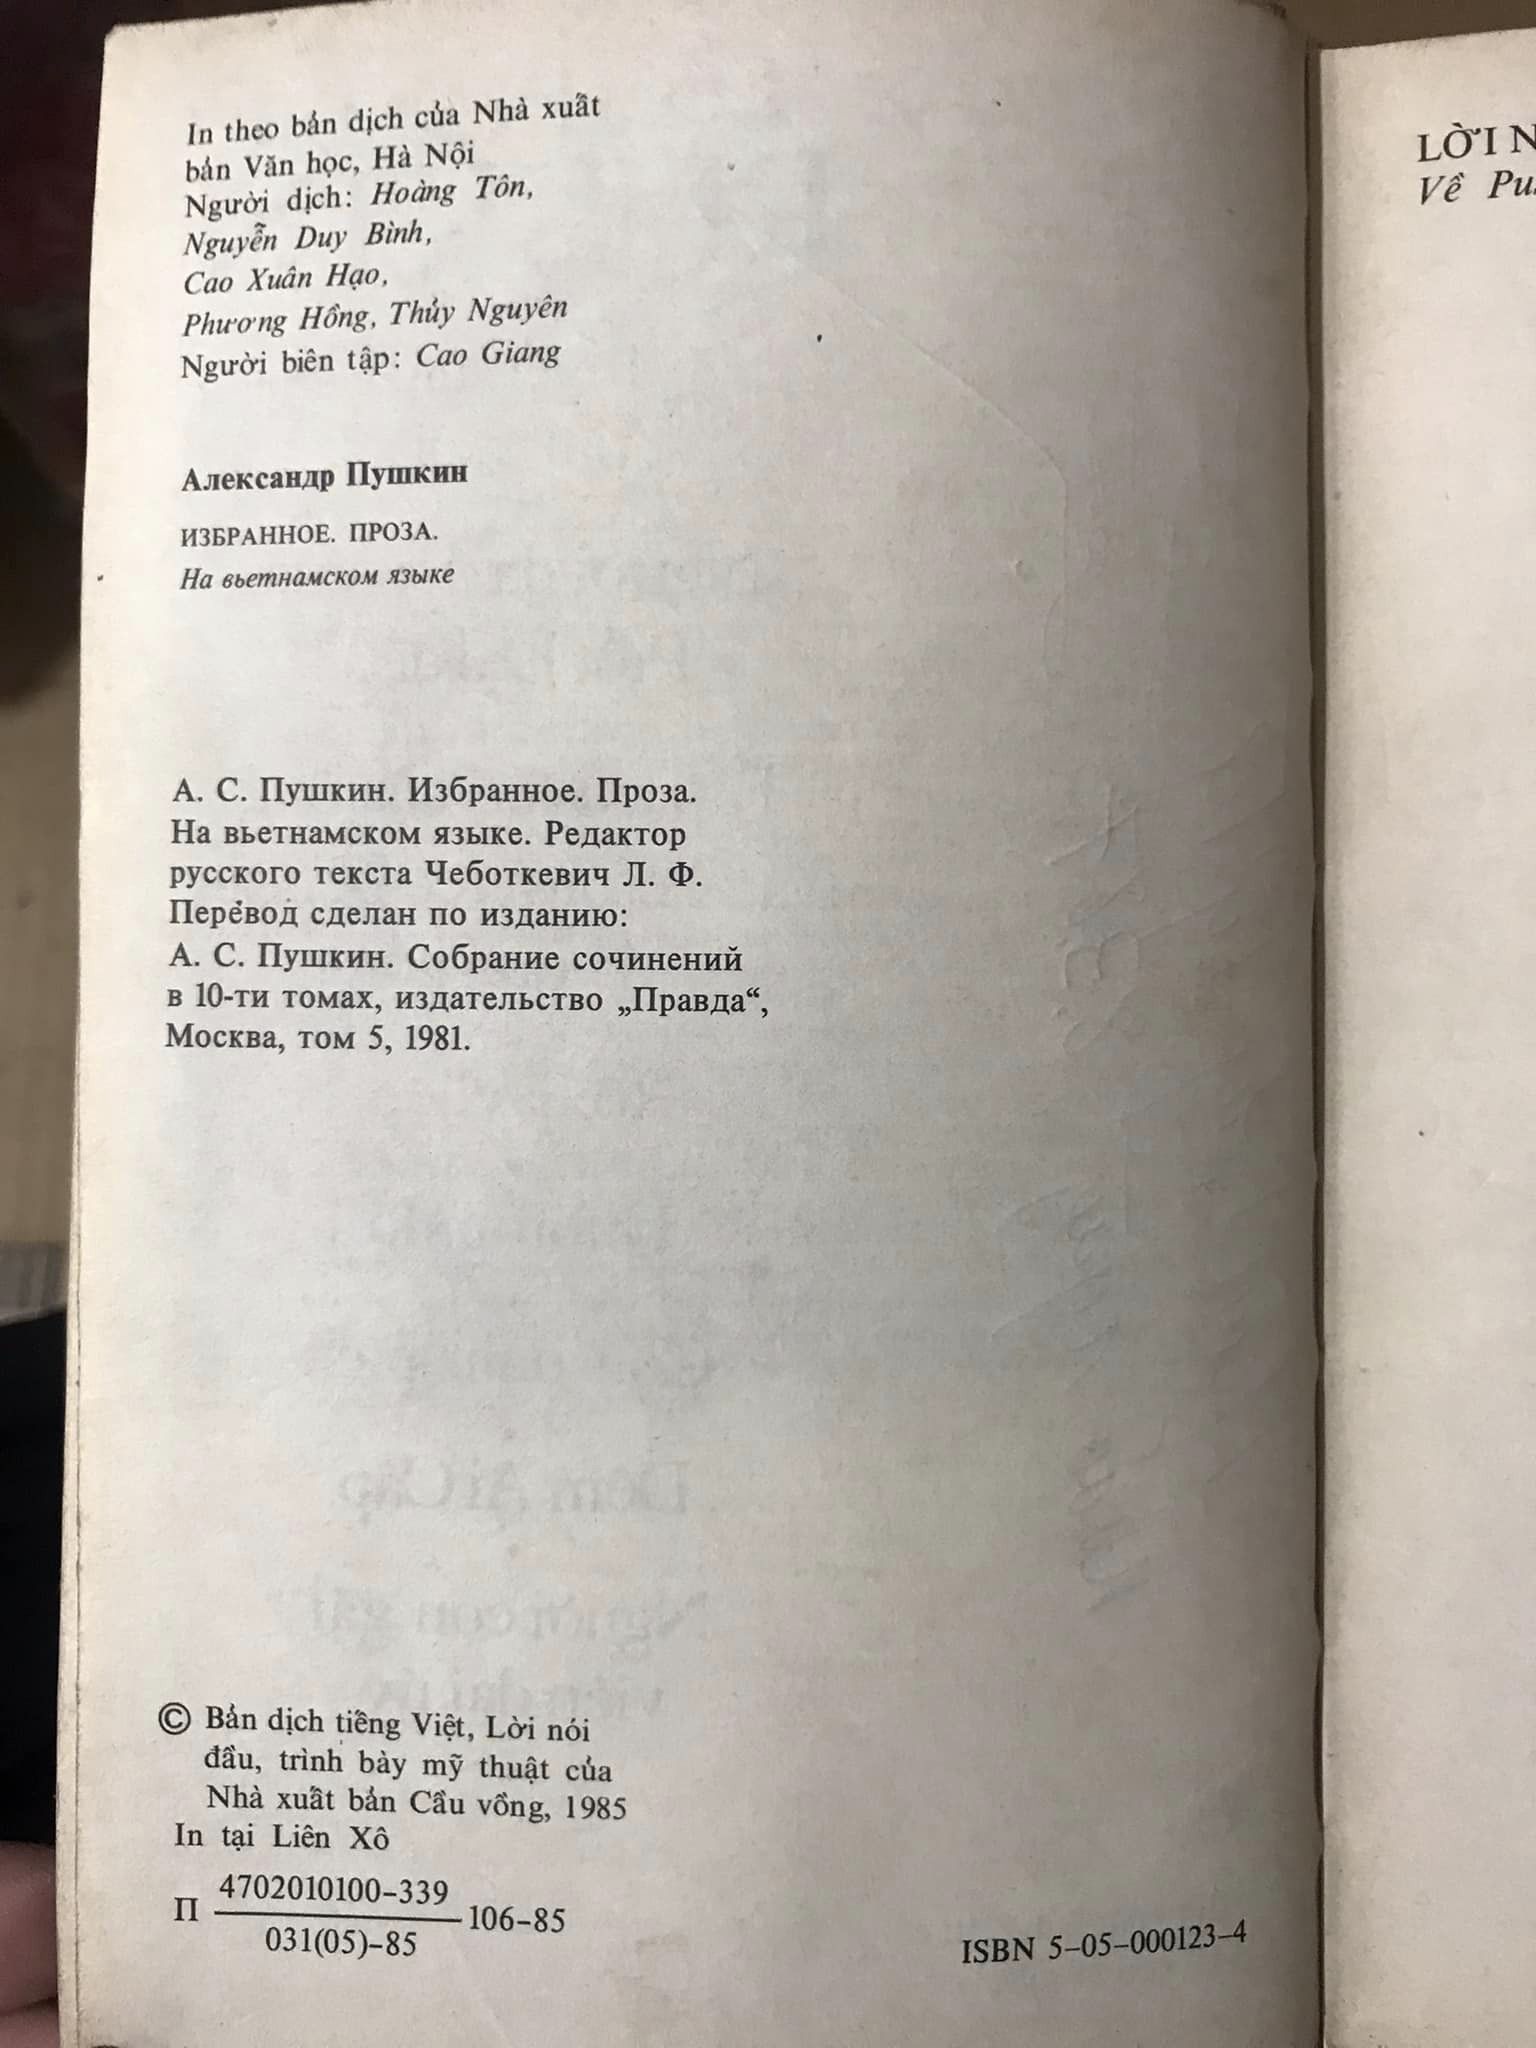 In theo bản dịch của Nhà xuất
bản Văn học, Hà Nội
Người dịch: Hoàng Tôn,
Nguyễn Duy Bình,
Cao Xuân Hạo,
Phương Hồng, Thủy Nguyên
Người biên tập: Cao Giang
Александр Пушкин
ИЗБРАННОЕ. ПРОЗА.
На вьетнамском языке
А. С. Пушкин. Избранное. Проза.
На вьетнамском языке. Редактор
русского текста Чеботкевич Л. Ф.
Перевод сделан по изданию:
А. С. Пушкин. Собрание сочинений
в 10-ти томах, издательство „Правда“,
Москва, том 5, 1981.
© Bản dịch tiếng Việt, Lời nói
đầu, trình bày mỹ thuật của
Nhà xuất bản Cầu vồng, 1985
In tại Liên Xô
П 4702010100–339
031(05)–85
106–85
ISBN 5–05–000123–4
LỜI
Về